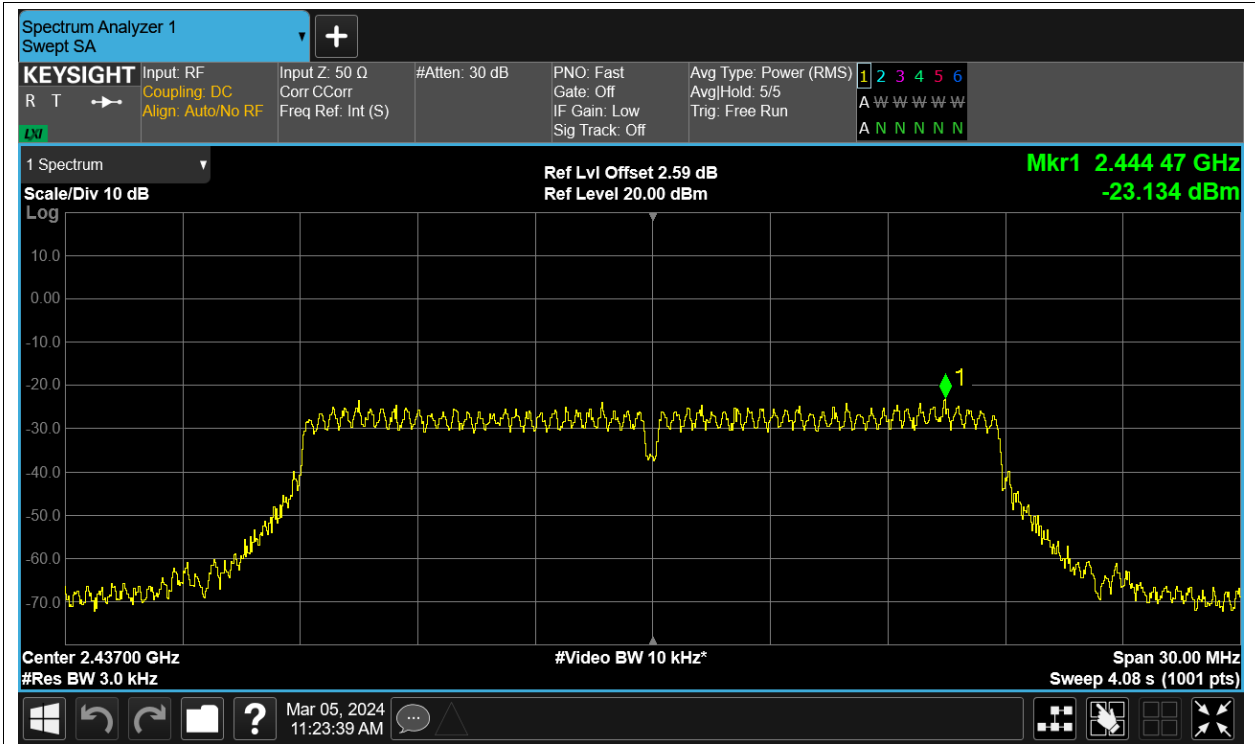 Spectrum Analyzer 1
Swept SA
KEYSIGHT
R T
LXI
Input: RF
Coupling: DC
Align: Auto/No RF
Input Z: 50 Ω
Corr CCorr
Freq Ref: Int (S)
#Atten: 30 dB
PNO: Fast
Gate: Off
IF Gain: Low
Sig Track: Off
Avg Type: Power (RMS)
Avg|Hold: 5/5
Trig: Free Run
1 2 3 4 5 6
A W W W W W
A N N N N N
1 Spectrum
Scale/Div 10 dB
Log
Ref Lvl Offset 2.59 dB
Ref Level 20.00 dBm
Mkr1 2.444 47 GHz
-23.134 dBm
10.0
0.00
-10.0
-20.0
-30.0
-40.0
-50.0
-60.0
-70.0
1
Center 2.43700 GHz
#Res BW 3.0 kHz
#Video BW 10 kHz*
Span 30.00 MHz
Sweep 4.08 s (1001 pts)
?
Mar 05, 2024
11:23:39 AM